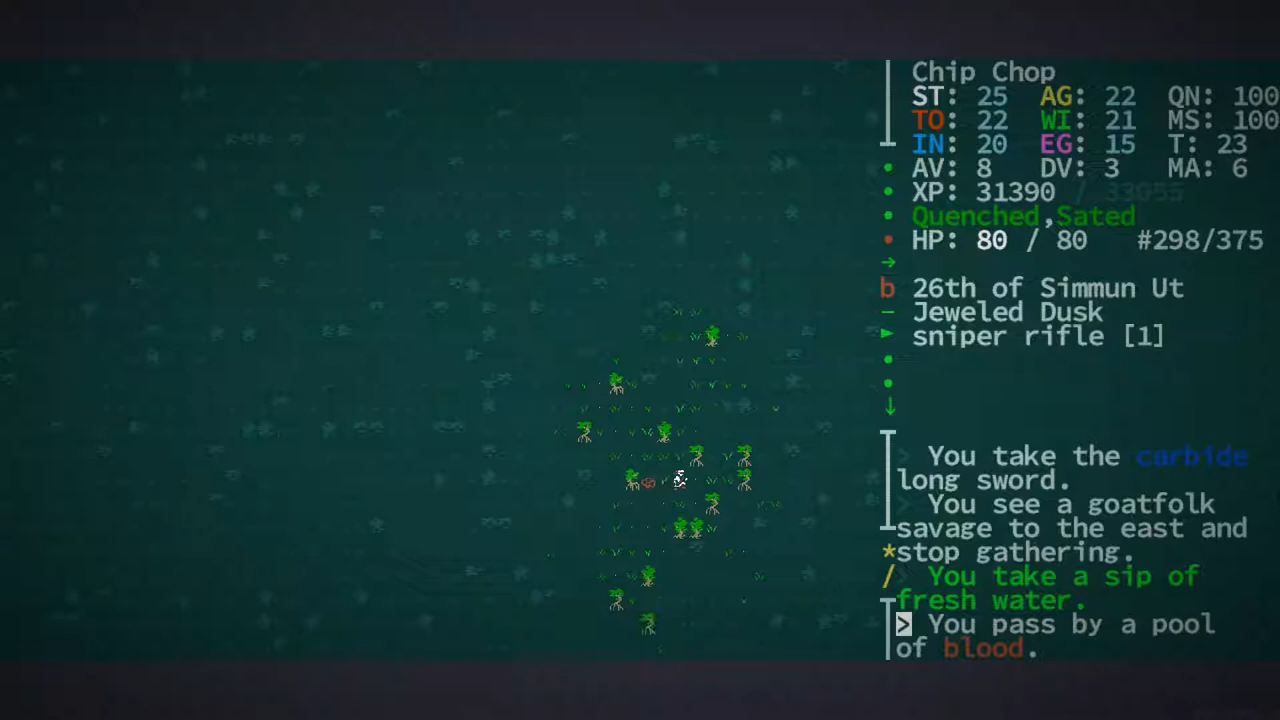 Chip Chop
ST: 25 AG: 22 QN: 100
TO: 22 WI: 21 MS: 100
IN: 20 EG: 15 T: 23
AV: 8 DV: 3 MA: 6
XP: 31390 / 33055
Quenched, Sated
HP: 80 / 80 #298/375
b 26th of Simmun Ut
Jeweled Dusk
sniper rifle [1]
> You take the carbide
long sword.
> You see a goatfolk
savage to the east and
*stop gathering.
/> You take a sip of
fresh water.
> You pass by a pool
of blood.